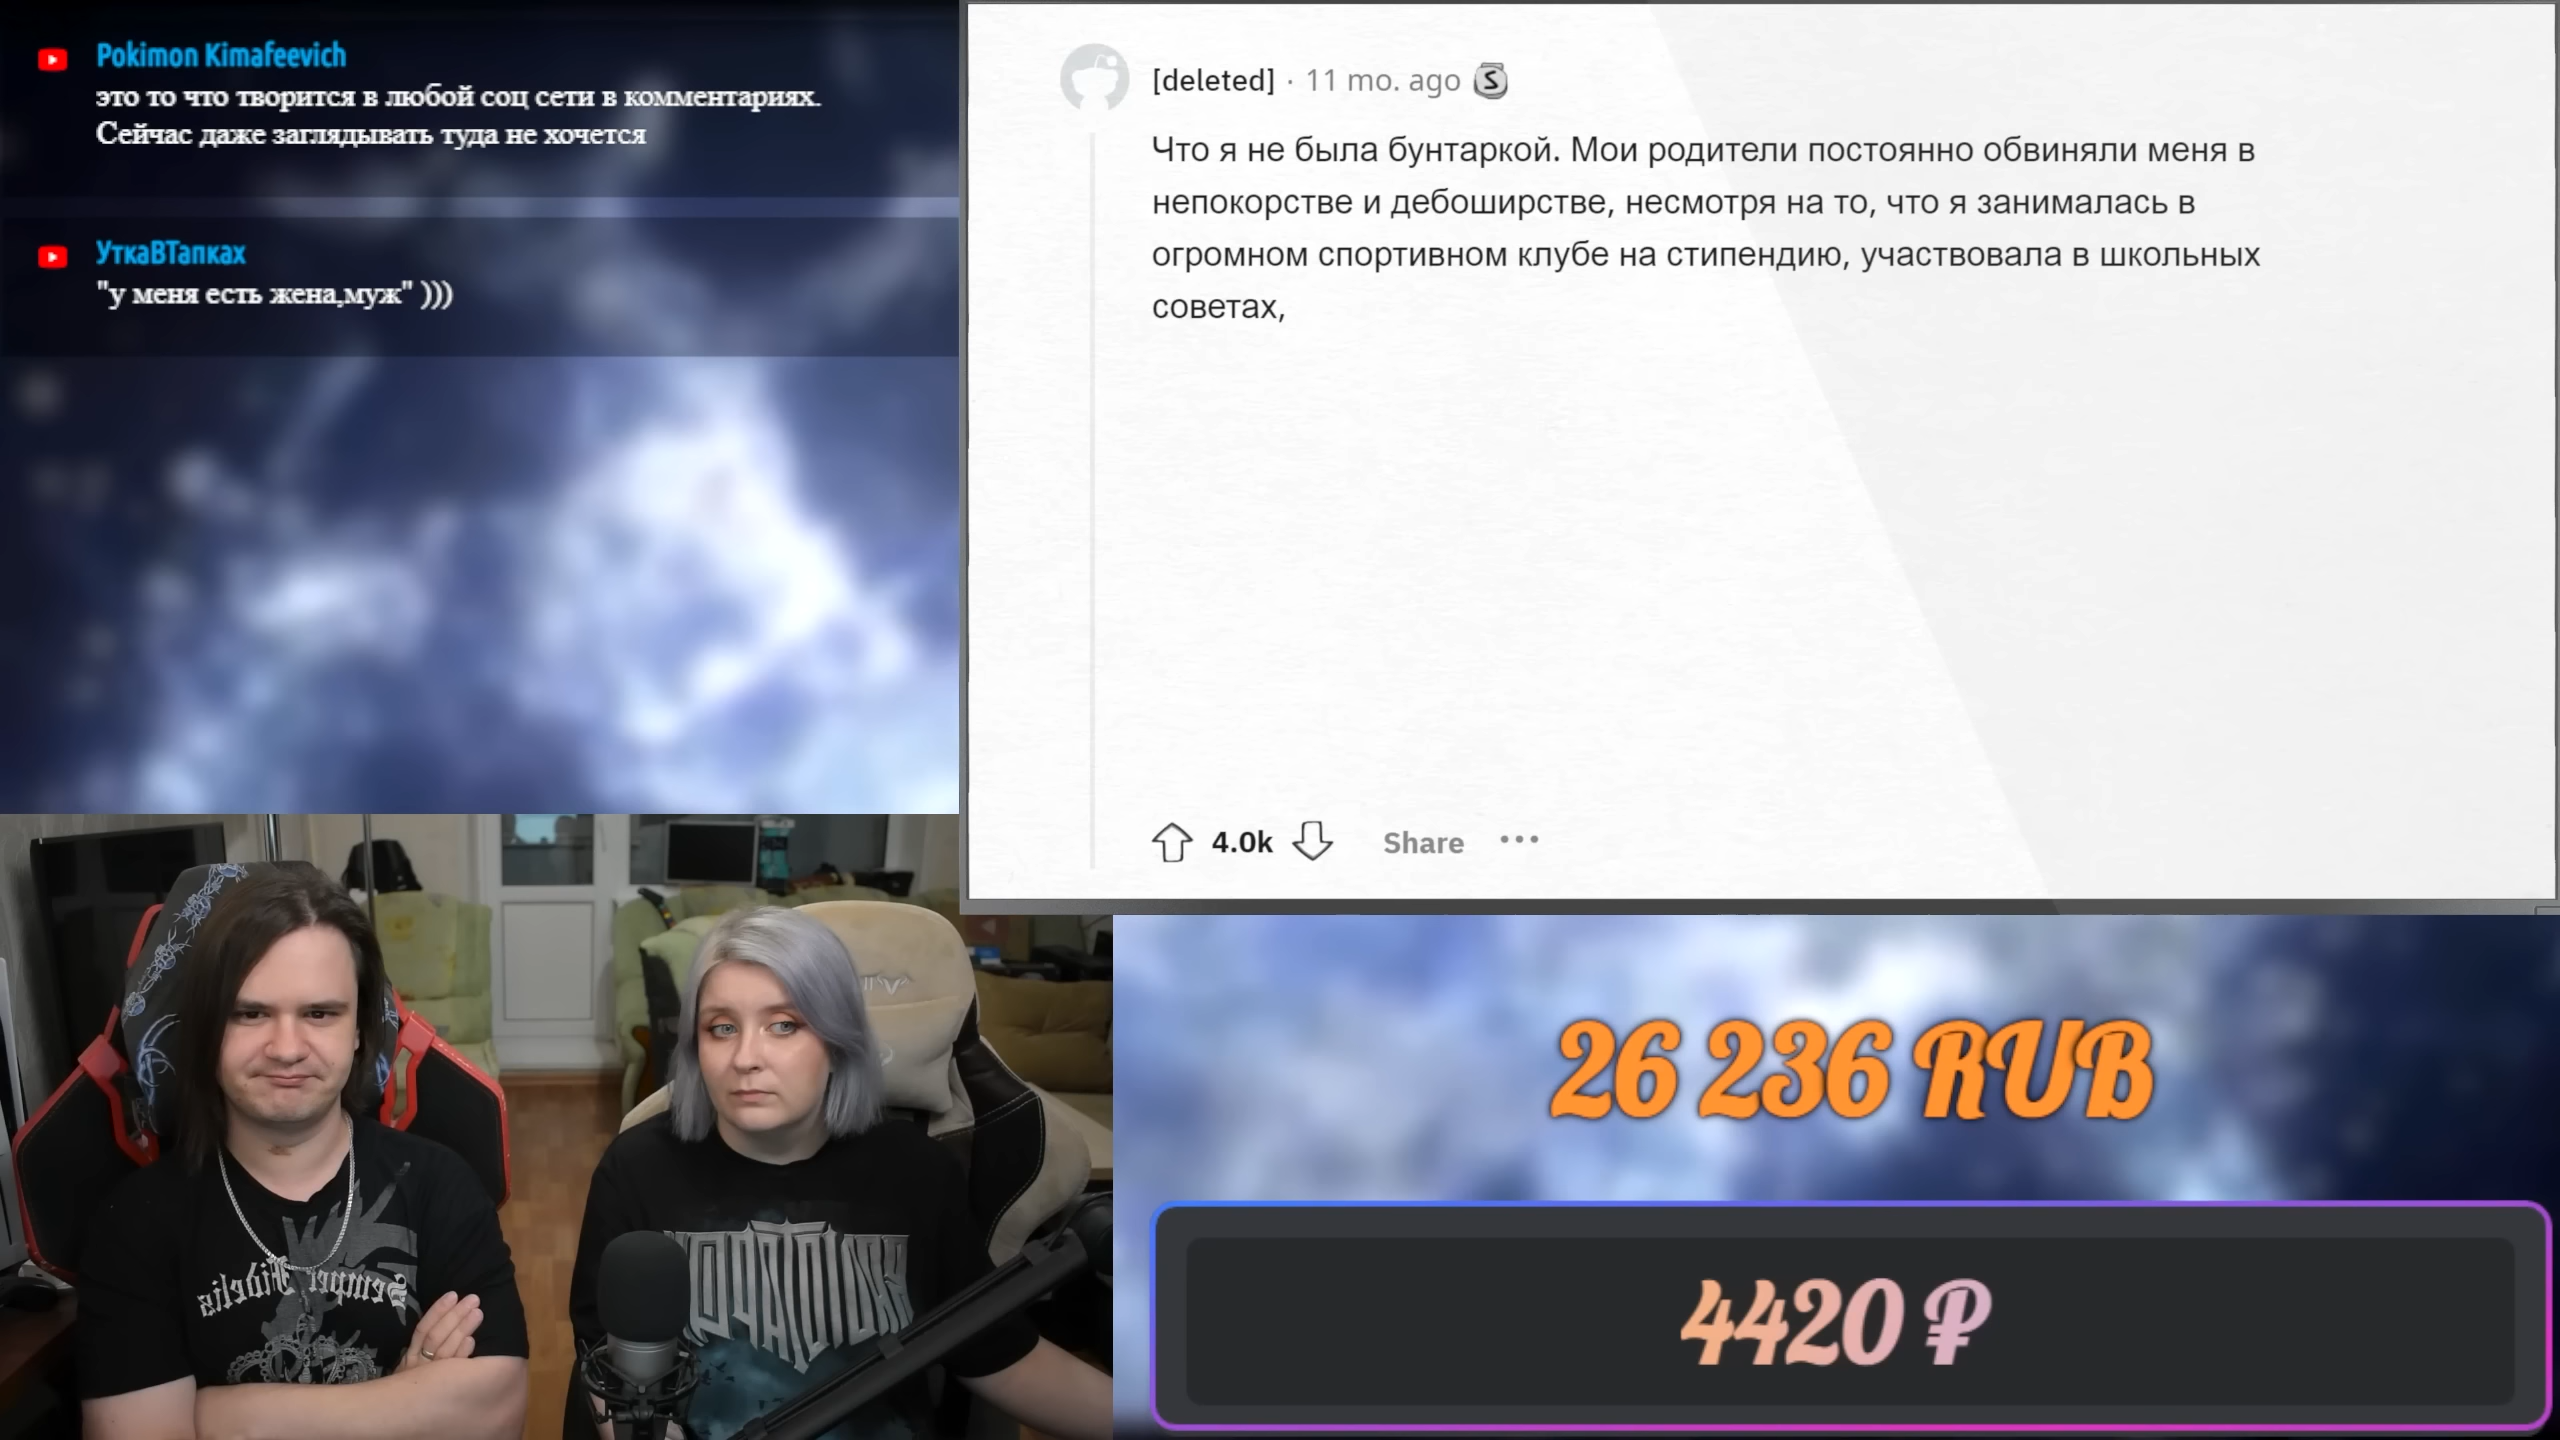 Pokimon Kimafeevich
это то что творится в любой соц сети в комментариях.
Сейчас даже заглядывать туда не хочется
УткаВТапках
"у меня есть жена,муж" )))
[deleted] · 11 mo. ago
Что я не была бунтаркой. Мои родители постоянно обвиняли меня в
непокорстве и дебоширстве, несмотря на то, что я занималась в
огромном спортивном клубе на стипендию, участвовала в школьных
советах,
4.0k Share ···
26 236 RUB
4420 ₽
Semper Fidelis